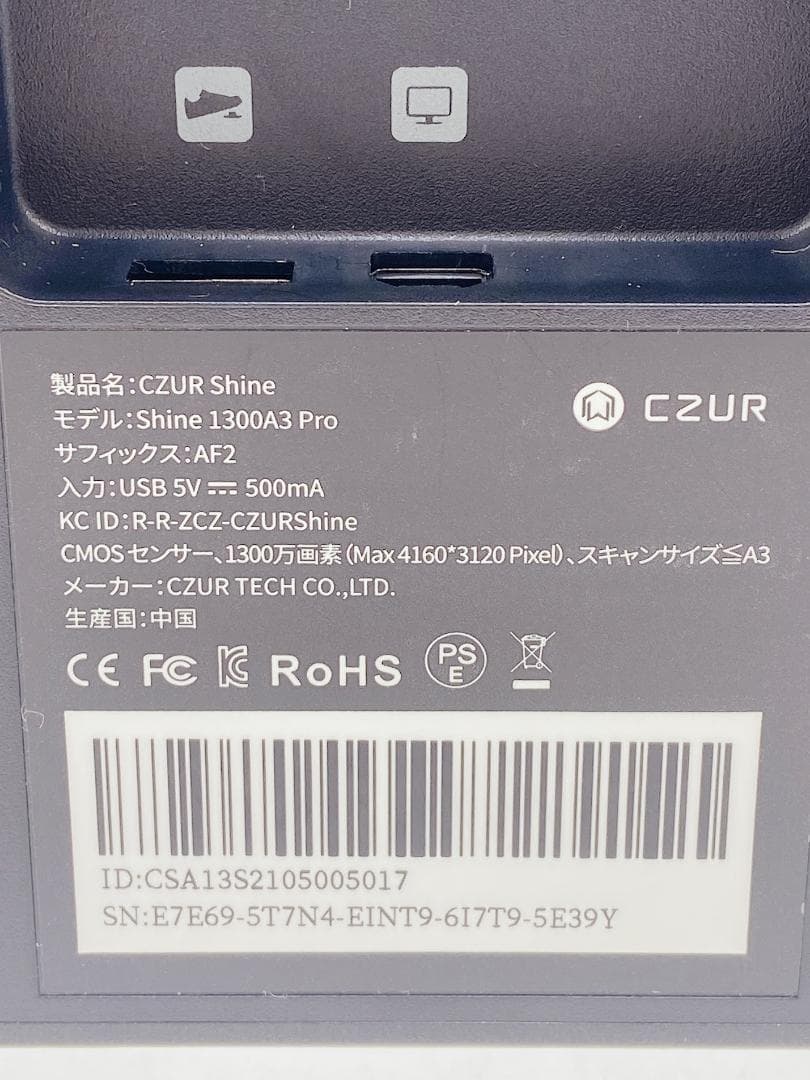 製品名:CZUR Shine
CZUR
モデル:Shine 1300A3 Pro
サフィックス:AF2
入力:USB 5V ⎓ 500mA
KC ID:R-R-ZCZ-CZURShine
CMOSセンサー、1300万画素(Max 4160*3120 Pixel)、スキャンサイズ≦A3
メーカー:CZUR TECH CO.,LTD.
生産国:中国
CE FC KC RoHS PSE
ID:CSA13S2105005017
SN:E7E69-5T7N4-EINT9-6I7T9-5E39Y